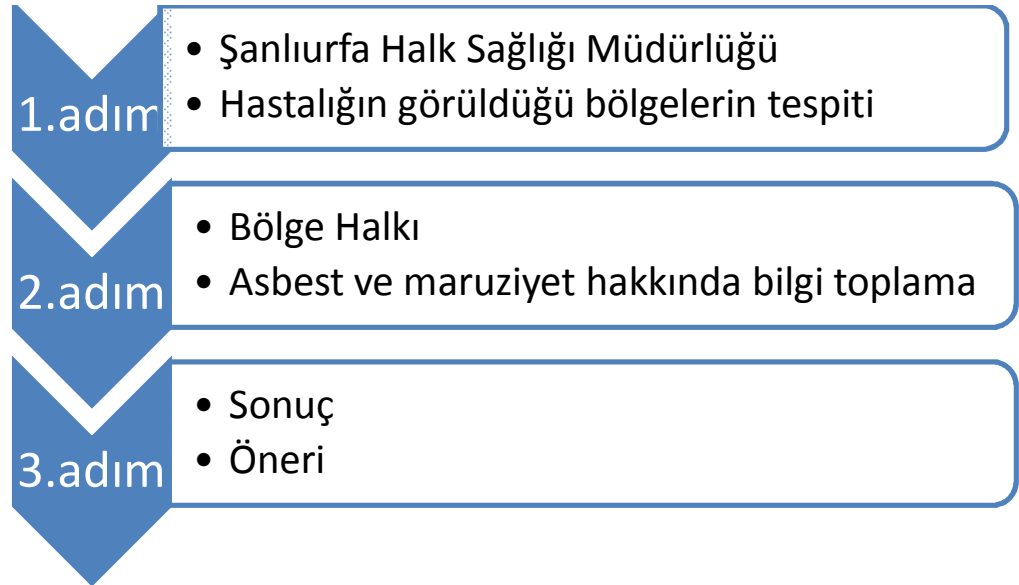 1.adım
• Şanlıurfa Halk Sağlığı Müdürlüğü
• Hastalığın görüldüğü bölgelerin tespiti
2.adım
• Bölge Halkı
• Asbest ve maruziyet hakkında bilgi toplama
3.adım
• Sonuç
• Öneri